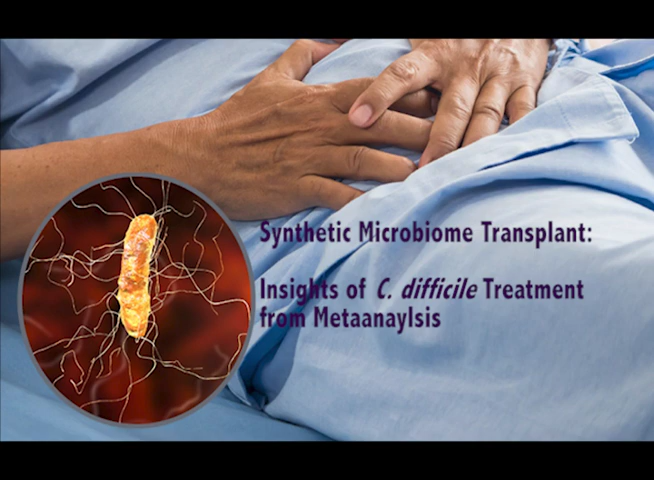 Synthetic Microbiome Transplant:
Insights of C. difficile Treatment
from Metaanaylsis